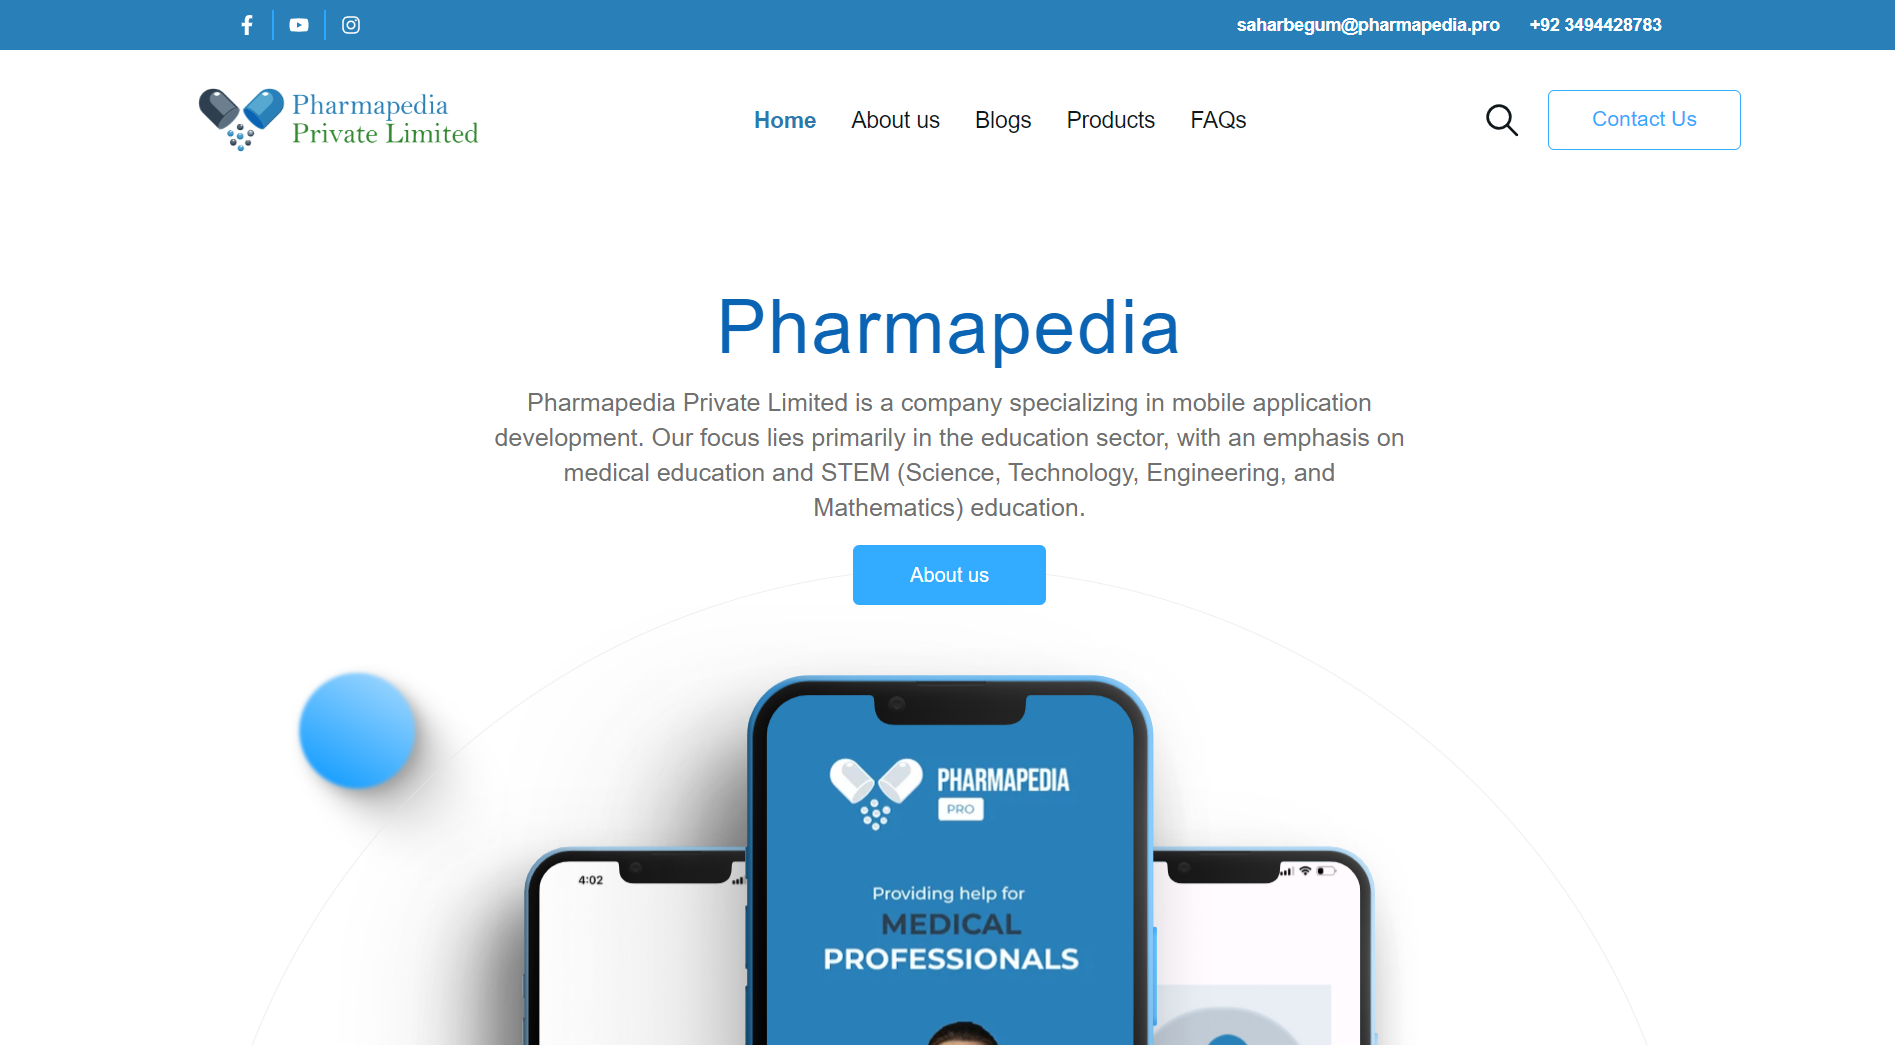 saharbegum@pharmapedia.pro +92 3494428783
Pharmapedia
Private Limited
Home About us Blogs Products FAQs
Contact Us
Pharmapedia
Pharmapedia Private Limited is a company specializing in mobile application
development. Our focus lies primarily in the education sector, with an emphasis on
medical education and STEM (Science, Technology, Engineering, and
Mathematics) education.
About us
PHARMAPEDIA
PRO
4:02
Providing help for
MEDICAL
PROFESSIONALS